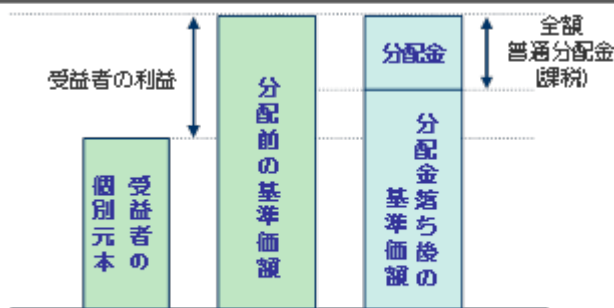 全額
普通分配金
(課税)
分配金
受益者の利益
受益者の
個別元本
分配前の基準価額
分配金落ち後の
基準価額